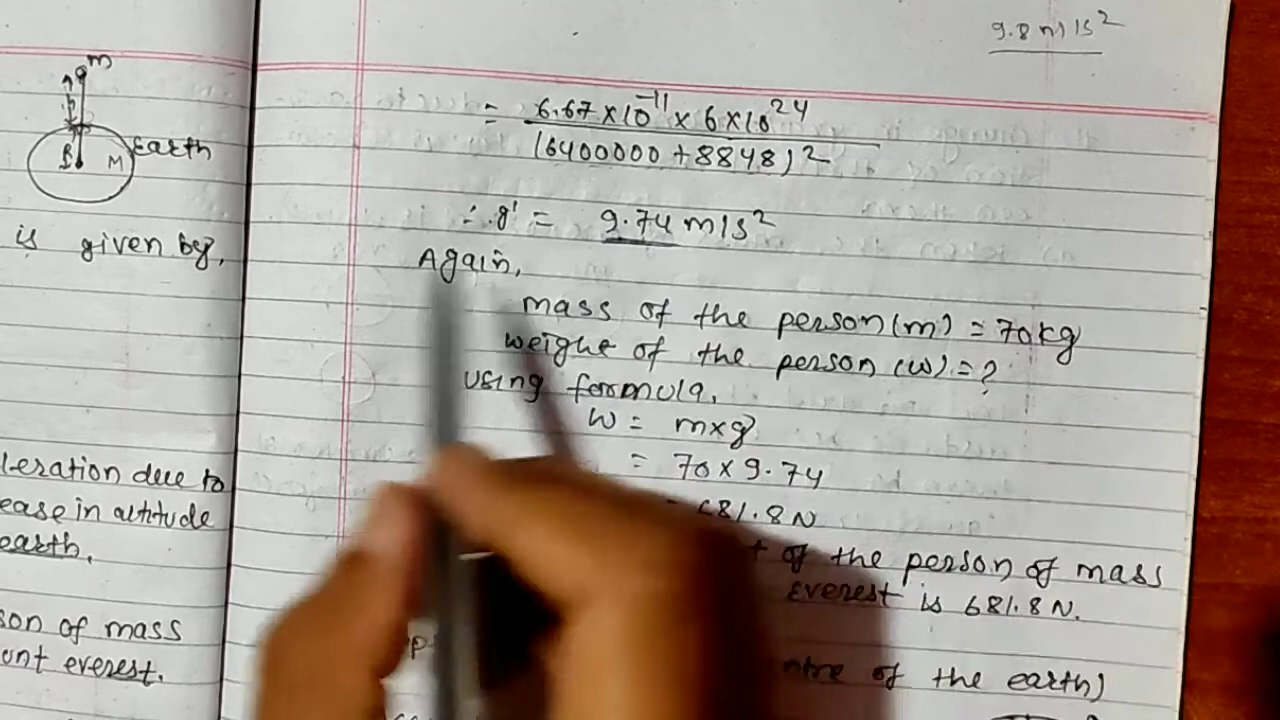 9.8 m/s²
m
h
R
M
Earth
is given by,
leration due to
ease in altitude
earth.
son of mass
unt everest.
= 6.67 × 10⁻¹¹ × 6 × 10²⁴
(6400000 + 8848)²
∴ g' = 9.74 m/s²
Again,
mass of the person (m) = 70kg
weight of the person (w) = ?
using formula,
W = m×g
= 70 × 9.74
= 681.8 N
of the person of mass
Everest is 681.8 N.
ntre of the earth)